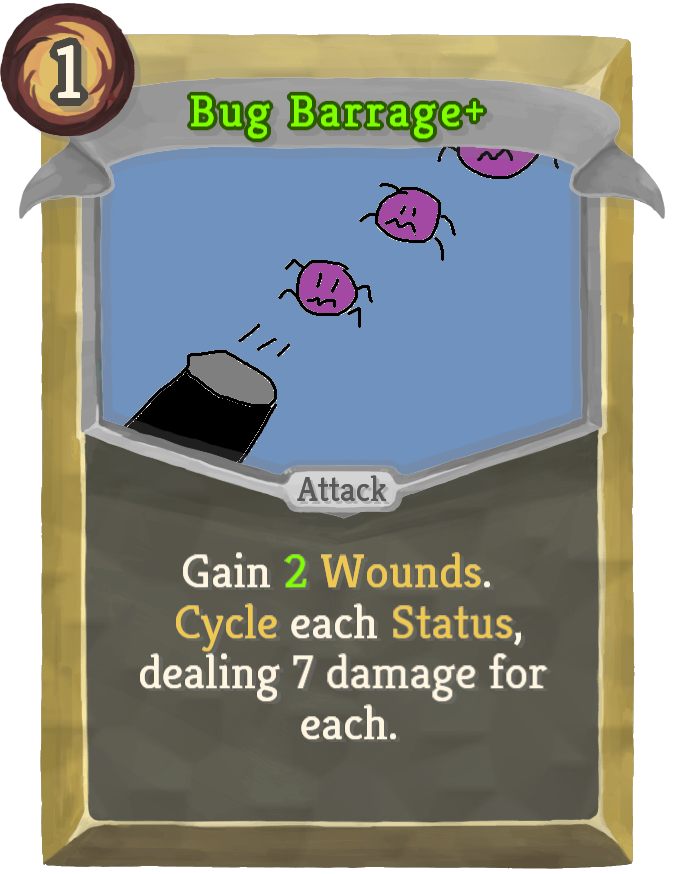 1
Bug Barrage+
Attack
Gain 2 Wounds.
Cycle each Status,
dealing 7 damage for
each.